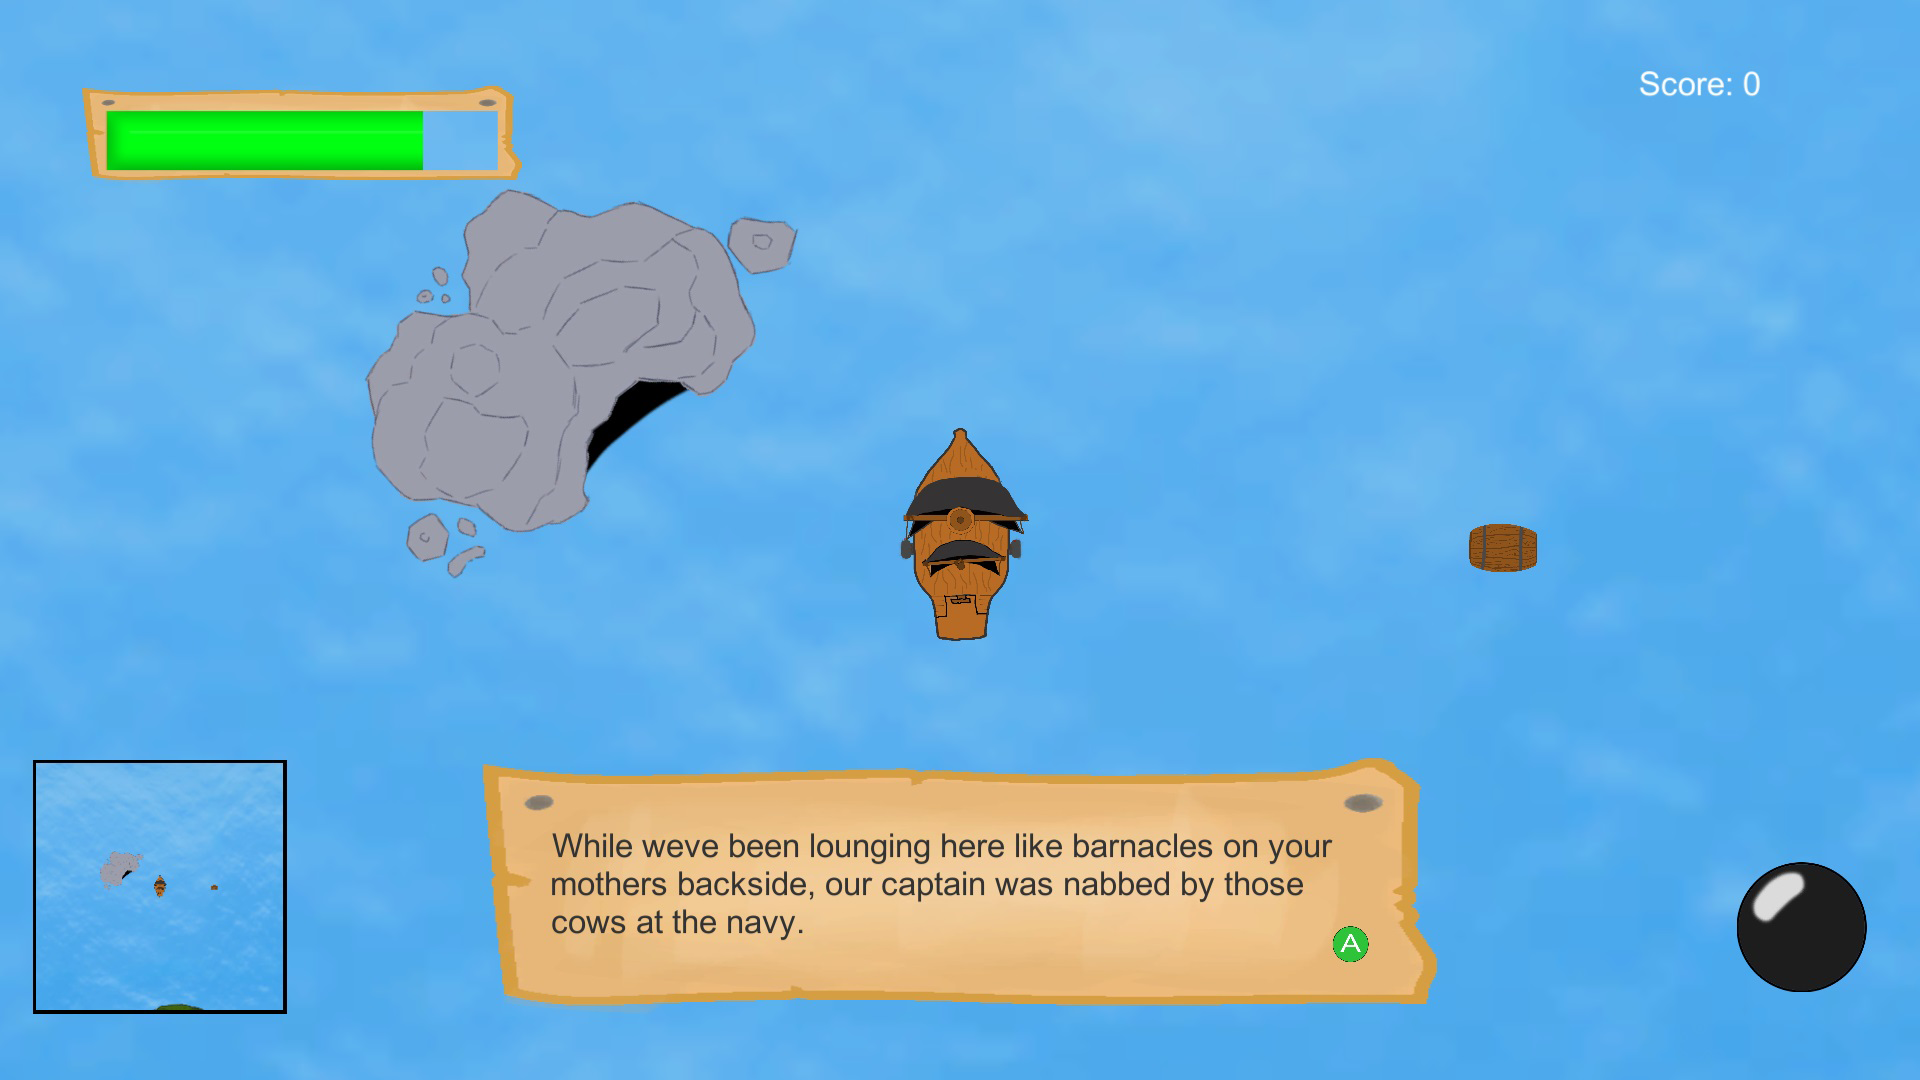 Score: 0
While weve been lounging here like barnacles on your
mothers backside, our captain was nabbed by those
cows at the navy.
A